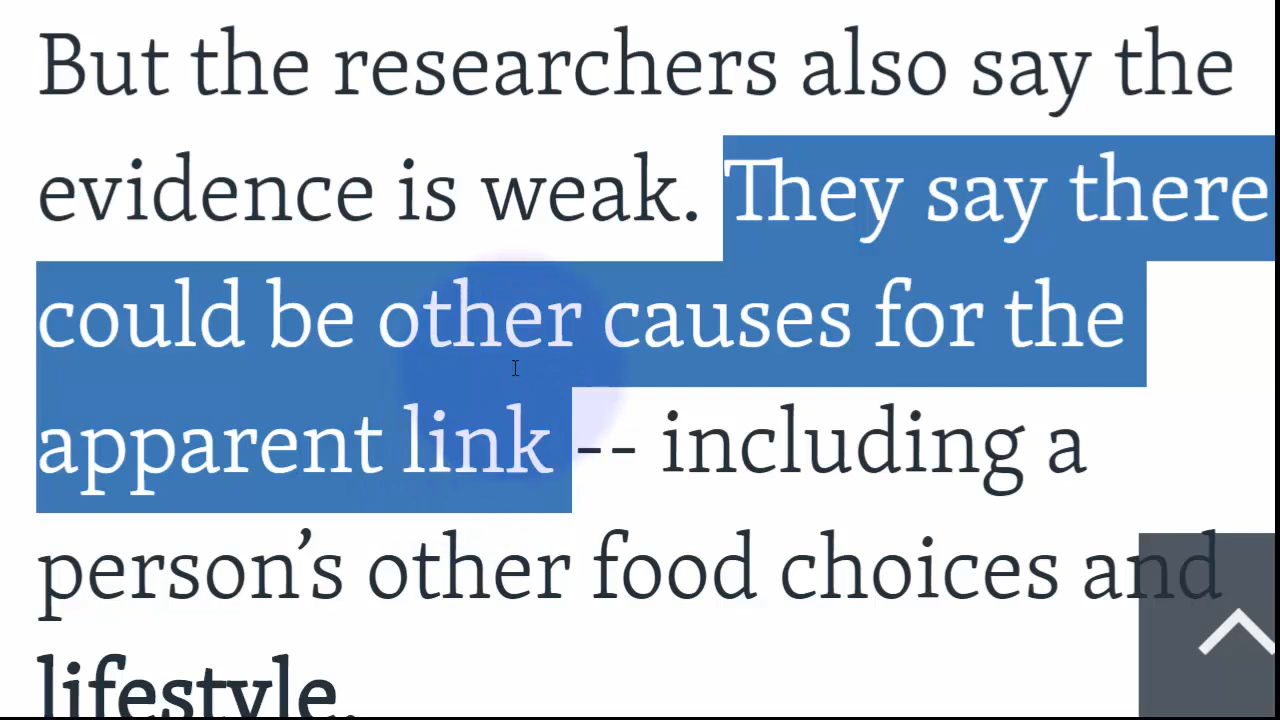 But the researchers also say the
evidence is weak. They say there
could be other causes for the
apparent link -- including a
person’s other food choices and
lifestyle.